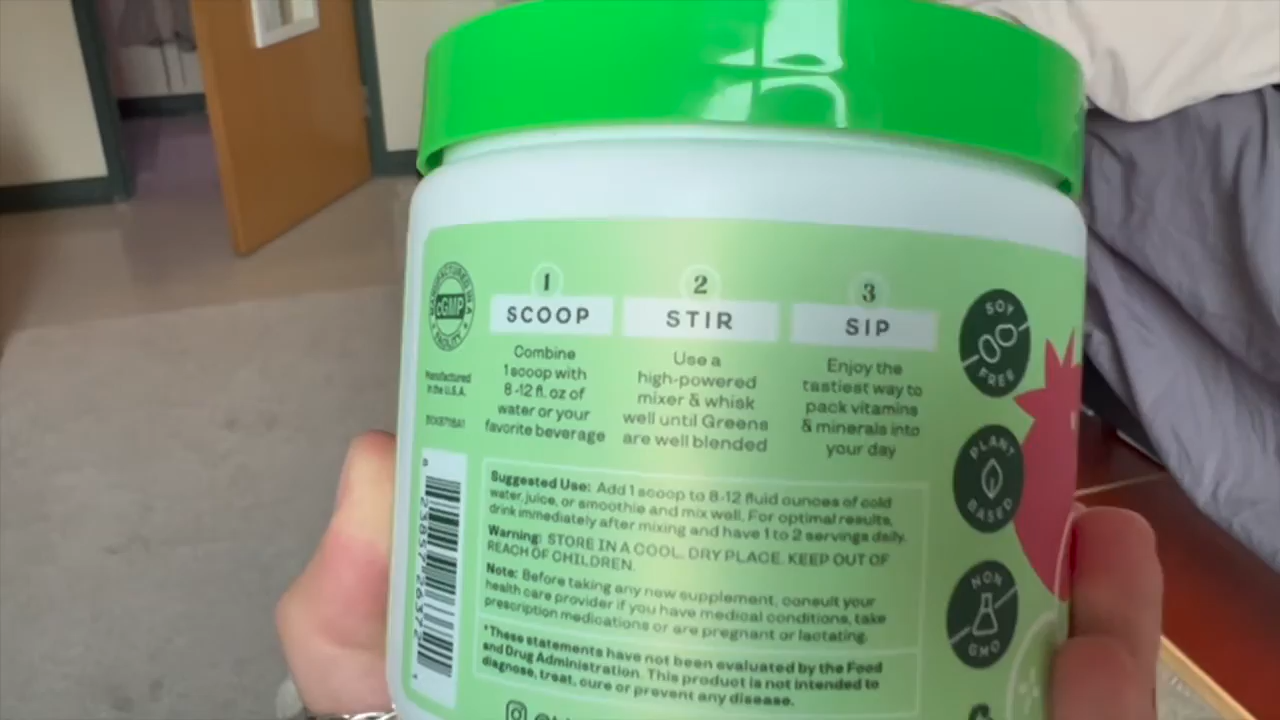 MANUFACTURED IN A
cGMP
FACILITY
Manufactured
in the U.S.A.
1
SCOOP
Combine
1 scoop with
8-12 fl. oz of
water or your
favorite beverage
2
STIR
Use a
high-powered
mixer & whisk
well until Greens
are well blended
3
SIP
Enjoy the
tastiest way to
pack vitamins
& minerals into
your day
SOY
FREE
PLANT
BASED
NON
GMO
Suggested Use: Add 1 scoop to 8-12 fluid ounces of cold
water, juice, or smoothie and mix well. For optimal results,
drink immediately after mixing and have 1 to 2 servings daily.
Warning: STORE IN A COOL, DRY PLACE. KEEP OUT OF
REACH OF CHILDREN.
Note: Before taking any new supplement, consult your
health care provider if you have medical conditions, take
prescription medications or are pregnant or lactating.
*These statements have not been evaluated by the Food
and Drug Administration. This product is not intended to
diagnose, treat, cure or prevent any disease.